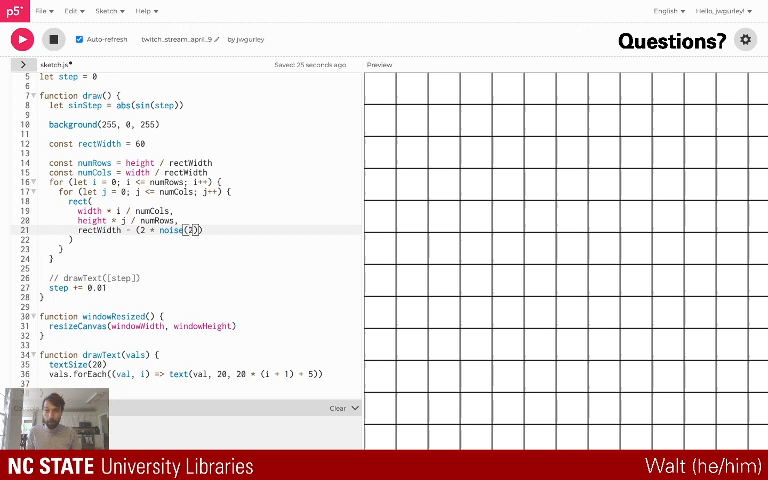 p5*
File
Edit
Sketch
Help
English
Hello, jwgurley!
Auto-refresh
twitch_stream_april_9
by jwgurley
Questions?
sketch.js
Saved: 25 seconds ago
Preview
5 let step = 0
6
7 function draw() {
8 let sinStep = abs(sin(step))
9
10 background(255, 0, 255)
11
12 const rectWidth = 60
13
14 const numRows = height / rectWidth
15 const numCols = width / rectWidth
16 for (let i = 0; i <= numRows; i++) {
17 for (let j = 0; j <= numCols; j++) {
18 rect(
19 width * i / numCols,
20 height * j / numRows,
21 rectWidth - (2 * noise(2))
22 )
23 }
24 }
25
26 // drawText([step])
27 step += 0.01
28 }
29
30 function windowResized() {
31 resizeCanvas(windowWidth, windowHeight)
32 }
33
34 function drawText(vals) {
35 textSize(20)
36 vals.forEach((val, i) => text(val, 20, 20 * (i + 1) + 5))
37
Clear
NC STATE University Libraries
Walt (he/him)